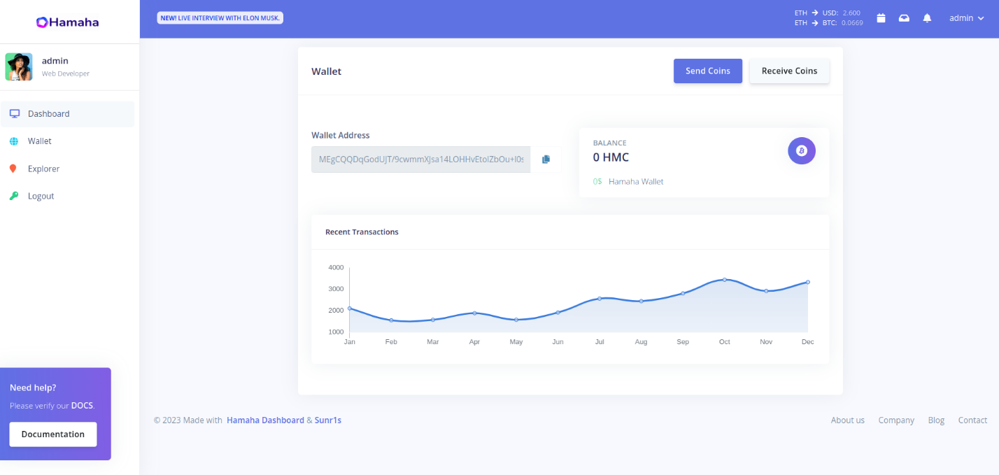 Hamaha
NEW! LIVE INTERVIEW WITH ELON MUSK.
ETH → USD: 2.600
ETH → BTC: 0.0669
admin
admin
Web Developer
Dashboard
Wallet
Explorer
Logout
Wallet
Send Coins
Receive Coins
Wallet Address
BALANCE
0 HMC
0$ Hamaha Wallet
Recent Transactions
4000
3000
2000
1000
Jan Feb Mar Apr May Jun Jul Aug Sep Oct Nov Dec
Need help?
Please verify our DOCS.
Documentation
© 2023 Made with Hamaha Dashboard & Sunr1s
About us Company Blog Contact